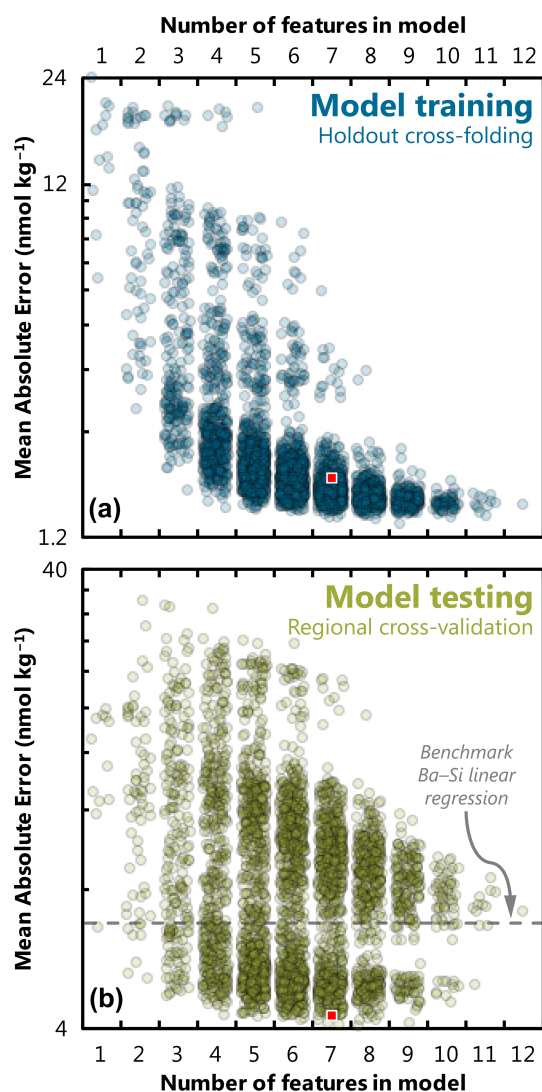 Number of features in model
1 2 3 4 5 6 7 8 9 10 11 12
24
Model training
Holdout cross-folding
12
Mean Absolute Error (nmol kg⁻¹)
(a)
1.2
40
Model testing
Regional cross-validation
Mean Absolute Error (nmol kg⁻¹)
Benchmark
Ba–Si linear
regression
(b)
4
1 2 3 4 5 6 7 8 9 10 11 12
Number of features in model